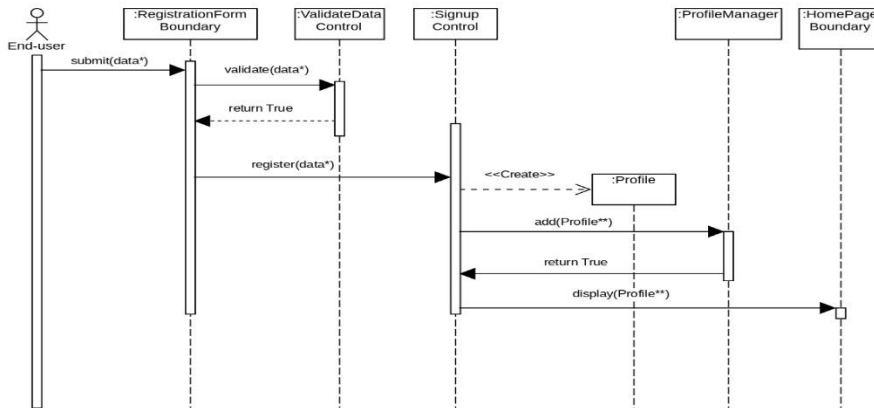 :RegistrationForm
Boundary
:ValidateData
Control
:Signup
Control
:ProfileManager
:HomePage
Boundary
End-user
submit(data*)
validate(data*)
return True
register(data*)
<<Create>>
:Profile
add(Profile**)
return True
display(Profile**)